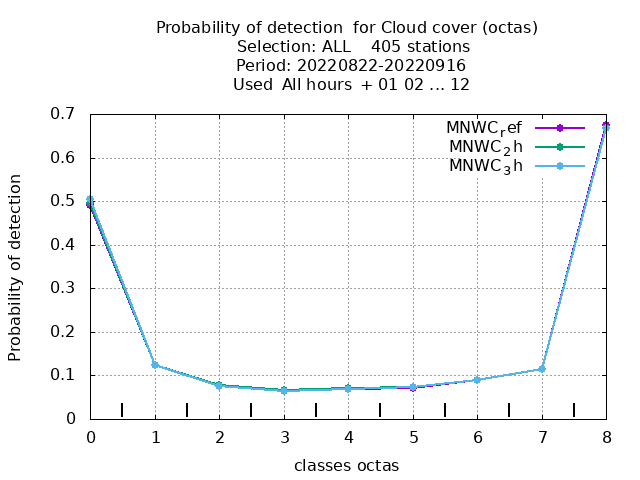 Probability of detection  for Cloud cover (octas)
Selection: ALL    405 stations
Period: 20220822-20220916
Used  All hours  + 01 02 ... 12
MNWC_ref
MNWC_2h
MNWC_3h
Probability of detection
0.7
0.6
0.5
0.4
0.3
0.2
0.1
0
0 1 2 3 4 5 6 7 8
classes octas